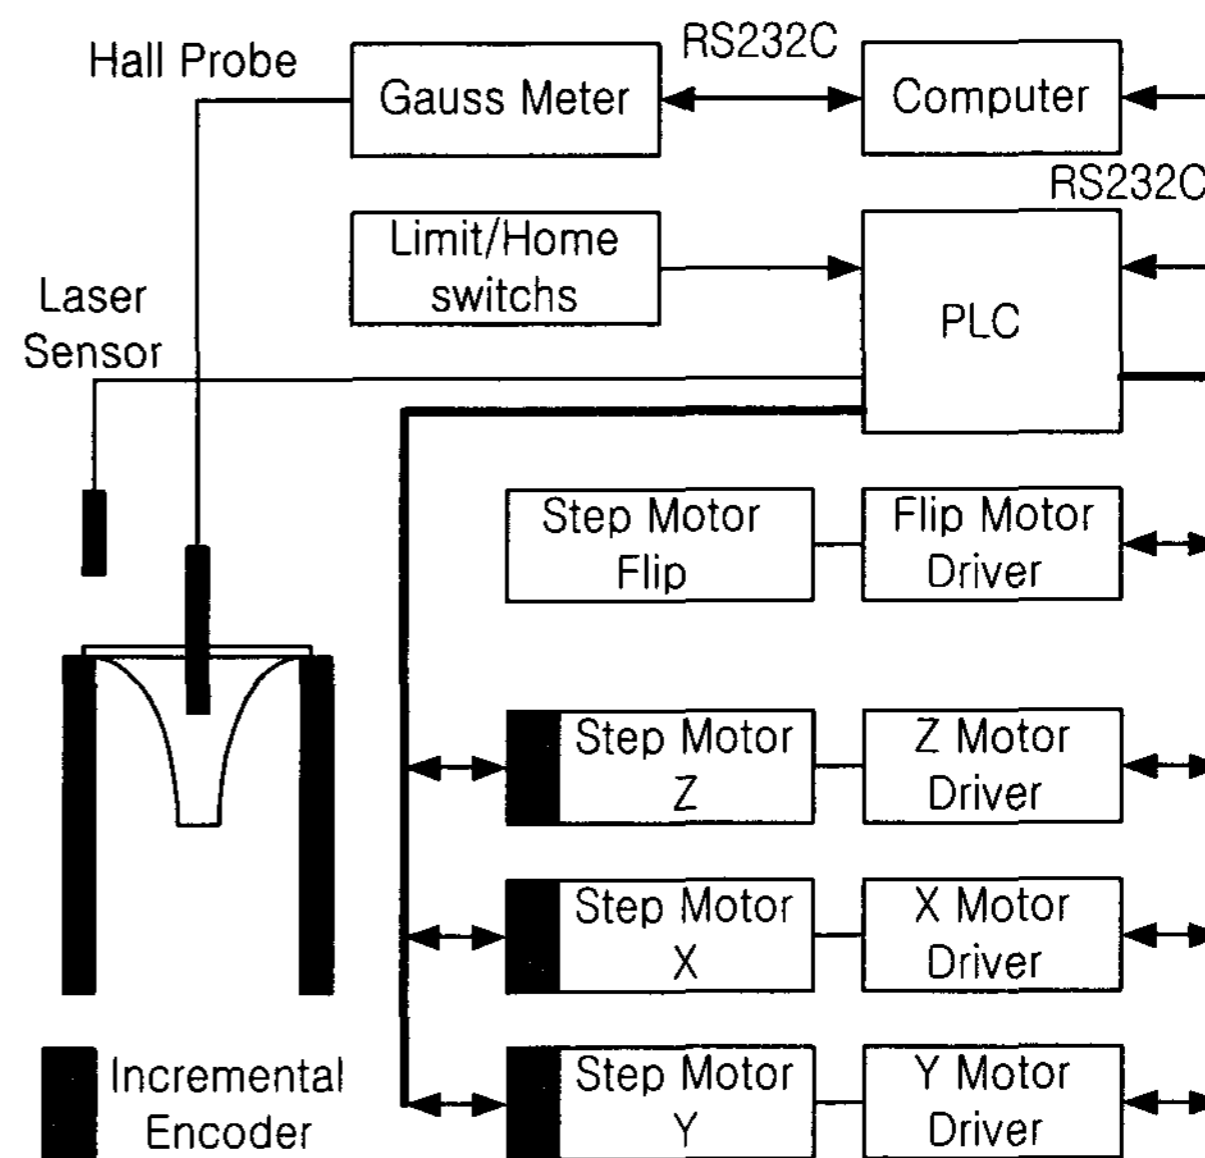 Hall Probe
Gauss Meter
RS232C
Computer
RS232C
Limit/Home
switchs
PLC
Laser
Sensor
Step Motor
Flip
Flip Motor
Driver
Step Motor
Z
Z Motor
Driver
Step Motor
X
X Motor
Driver
Step Motor
Y
Y Motor
Driver
Incremental
Encoder